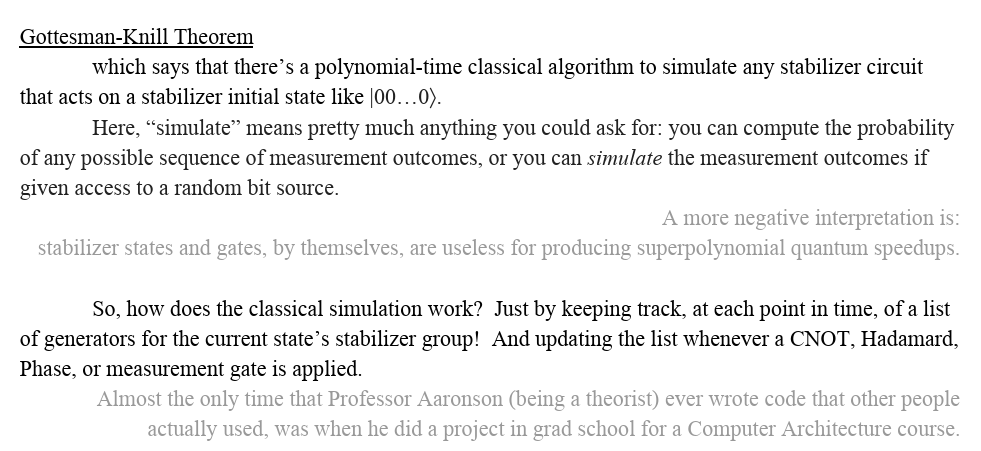 Gottesman-Knill Theorem
which says that there’s a polynomial-time classical algorithm to simulate any stabilizer circuit
that acts on a stabilizer initial state like |00…0⟩.
Here, “simulate” means pretty much anything you could ask for: you can compute the probability
of any possible sequence of measurement outcomes, or you can simulate the measurement outcomes if
given access to a random bit source.
A more negative interpretation is:
stabilizer states and gates, by themselves, are useless for producing superpolynomial quantum speedups.
So, how does the classical simulation work?  Just by keeping track, at each point in time, of a list
of generators for the current state’s stabilizer group!  And updating the list whenever a CNOT, Hadamard,
Phase, or measurement gate is applied.
Almost the only time that Professor Aaronson (being a theorist) ever wrote code that other people
actually used, was when he did a project in grad school for a Computer Architecture course.